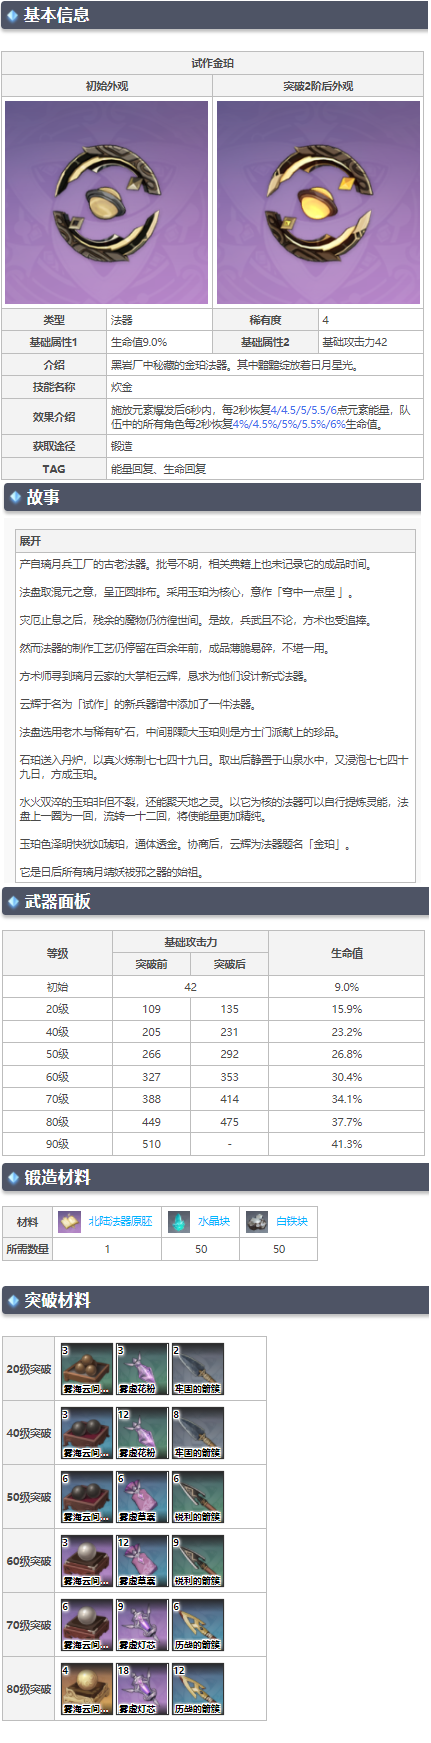 基本信息
试作金珀
初始外观 突破2阶后外观
类型 法器 稀有度 4
基础属性1 生命值9.0% 基础属性2 基础攻击力42
介绍 黑岩厂中秘藏的金珀法器。其中黯黯绽放着日月星光。
技能名称 炊金
效果介绍 施放元素爆发后6秒内，每2秒恢复4/4.5/5/5.5/6点元素能量，队
伍中的所有角色每2秒恢复4%/4.5%/5%/5.5%/6%生命值。
获取途径 锻造
TAG 能量回复、生命回复
故事
展开
产自璃月兵工厂的古老法器。批号不明，相关典籍上也未记录它的成品时间。
法盘取混元之意，呈正圆排布。采用玉珀为核心，意作「穹中一点星 」。
灾厄止息之后，残余的魔物仍彷徨世间。是故，兵武且不论，方术也受追捧。
然而法器的制作工艺仍停留在百余年前，成品薄脆易碎，不堪一用。
方术师寻到璃月云家的大掌柜云辉，恳求为他们设计新式法器。
云辉于名为「试作」的新兵器谱中添加了一件法器。
法盘选用老木与稀有矿石，中间那颗大玉珀则是方士门派献上的珍品。
石珀送入丹炉，以真火炼制七七四十九日。取出后静置于山泉水中，又浸泡七七四十
九日，方成玉珀。
水火双淬的玉珀非但不裂，还能聚天地之灵。以它为核的法器可以自行提炼灵能，法
盘上一圈为一回，流转一十二回，将使能量更加精纯。
玉珀色泽明快犹如琥珀，通体透金。协商后，云辉为法器题名「金珀」。
它是日后所有璃月靖妖祓邪之器的始祖。
武器面板
等级 基础攻击力 生命值
突破前 突破后
初始 42 9.0%
20级 109 135 15.9%
40级 205 231 23.2%
50级 266 292 26.8%
60级 327 353 30.4%
70级 388 414 34.1%
80级 449 475 37.7%
90级 510 - 41.3%
锻造材料
材料 北陆法器原胚 水晶块 白铁块
所需数量 1 50 50
突破材料
20级突破 3 雾海云间... 3 雾虚花粉 2 牢固的箭簇
40级突破 3 雾海云间... 12 雾虚花粉 8 牢固的箭簇
50级突破 6 雾海云间... 6 雾虚草囊 6 锐利的箭簇
60级突破 3 雾海云间... 12 雾虚草囊 9 锐利的箭簇
70级突破 6 雾海云间... 9 雾虚灯芯 6 历战的箭簇
80级突破 4 雾海云间... 18 雾虚灯芯 12 历战的箭簇